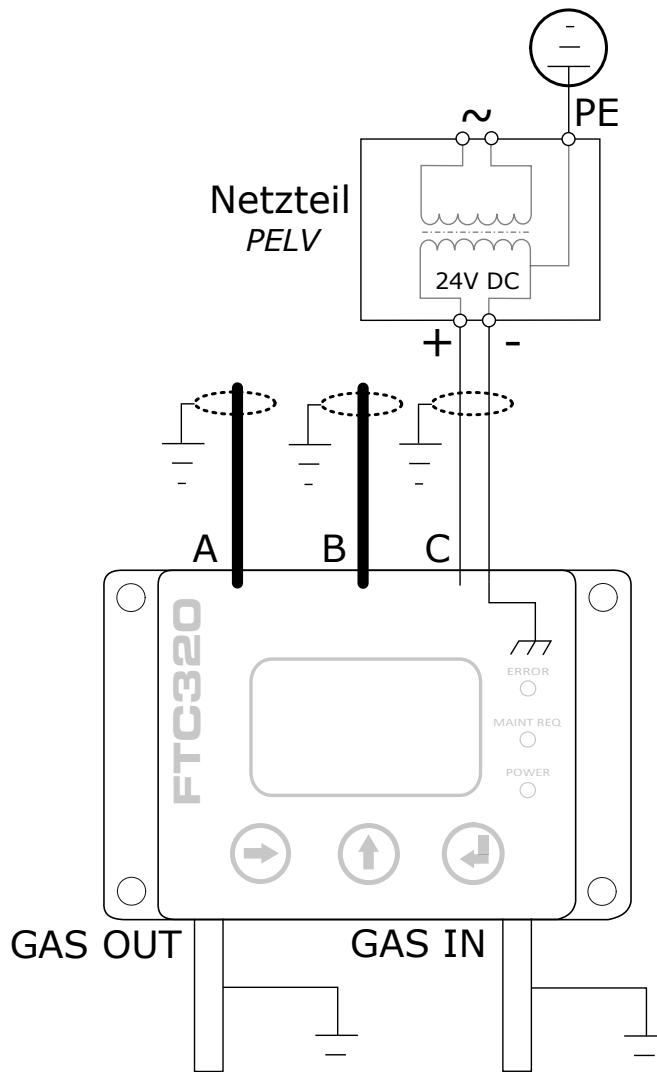 PE
~
Netzteil
PELV
24V DC
+ -
A B C
FTC320
ERROR
MAINT REQ
POWER
GAS OUT GAS IN